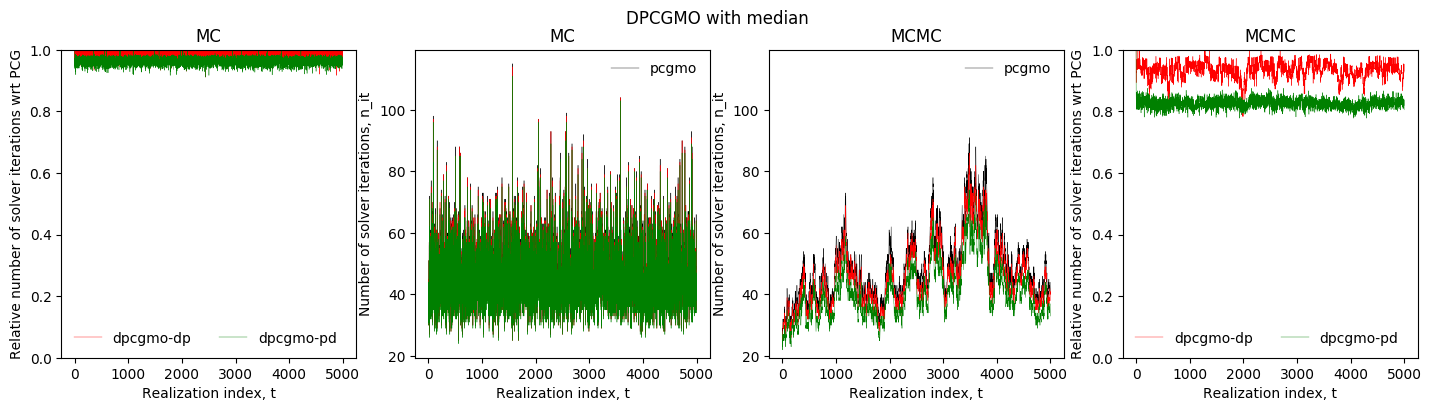 DPCGMO with median
MC
Relative number of solver iterations wrt PCG
1.0
0.8
0.6
0.4
0.2
0.0
dpcgmo-dp
dpcgmo-pd
0 1000 2000 3000 4000 5000
Realization index, t
MC
Number of solver iterations, n_it
100
80
60
40
20
pcgmo
0 1000 2000 3000 4000 5000
Realization index, t
MCMC
Number of solver iterations, n_it
100
80
60
40
20
pcgmo
0 1000 2000 3000 4000 5000
Realization index, t
MCMC
Relative number of solver iterations wrt PCG
1.0
0.8
0.6
0.4
0.2
0.0
dpcgmo-dp
dpcgmo-pd
0 1000 2000 3000 4000 5000
Realization index, t